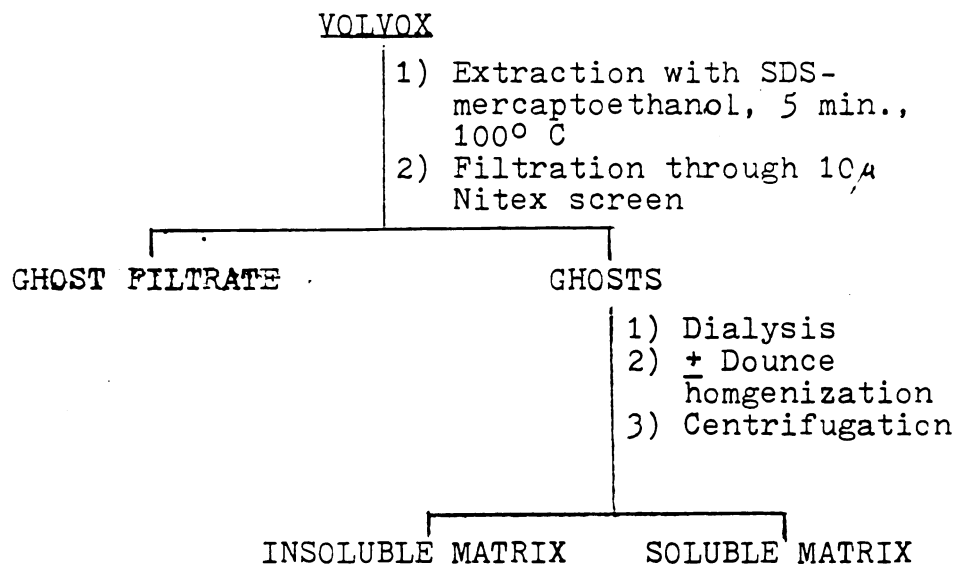 VOLVOX
1) Extraction with SDS-
mercaptoethanol, 5 min.,
100° C
2) Filtration through 10μ
Nitex screen
GHOST FILTRATE
GHOSTS
1) Dialysis
2) ± Dounce
homgenization
3) Centrifugation
INSOLUBLE MATRIX
SOLUBLE MATRIX